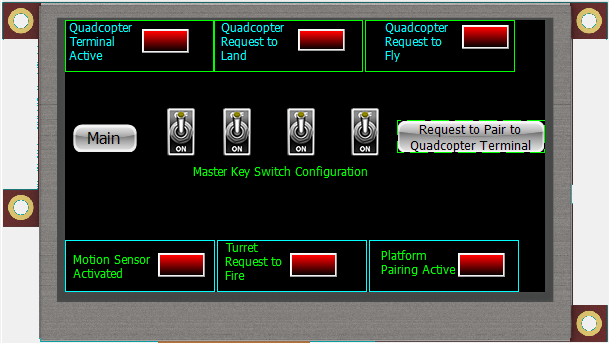 Quadcopter
Terminal
Active
Quadcopter
Request to
Land
Quadcopter
Request to
Fly
Main
ON
ON
ON
ON
Request to Pair to
Quadcopter Terminal
Master Key Switch Configuration
Motion Sensor
Activated
Turret
Request to
Fire
Platform
Pairing Active